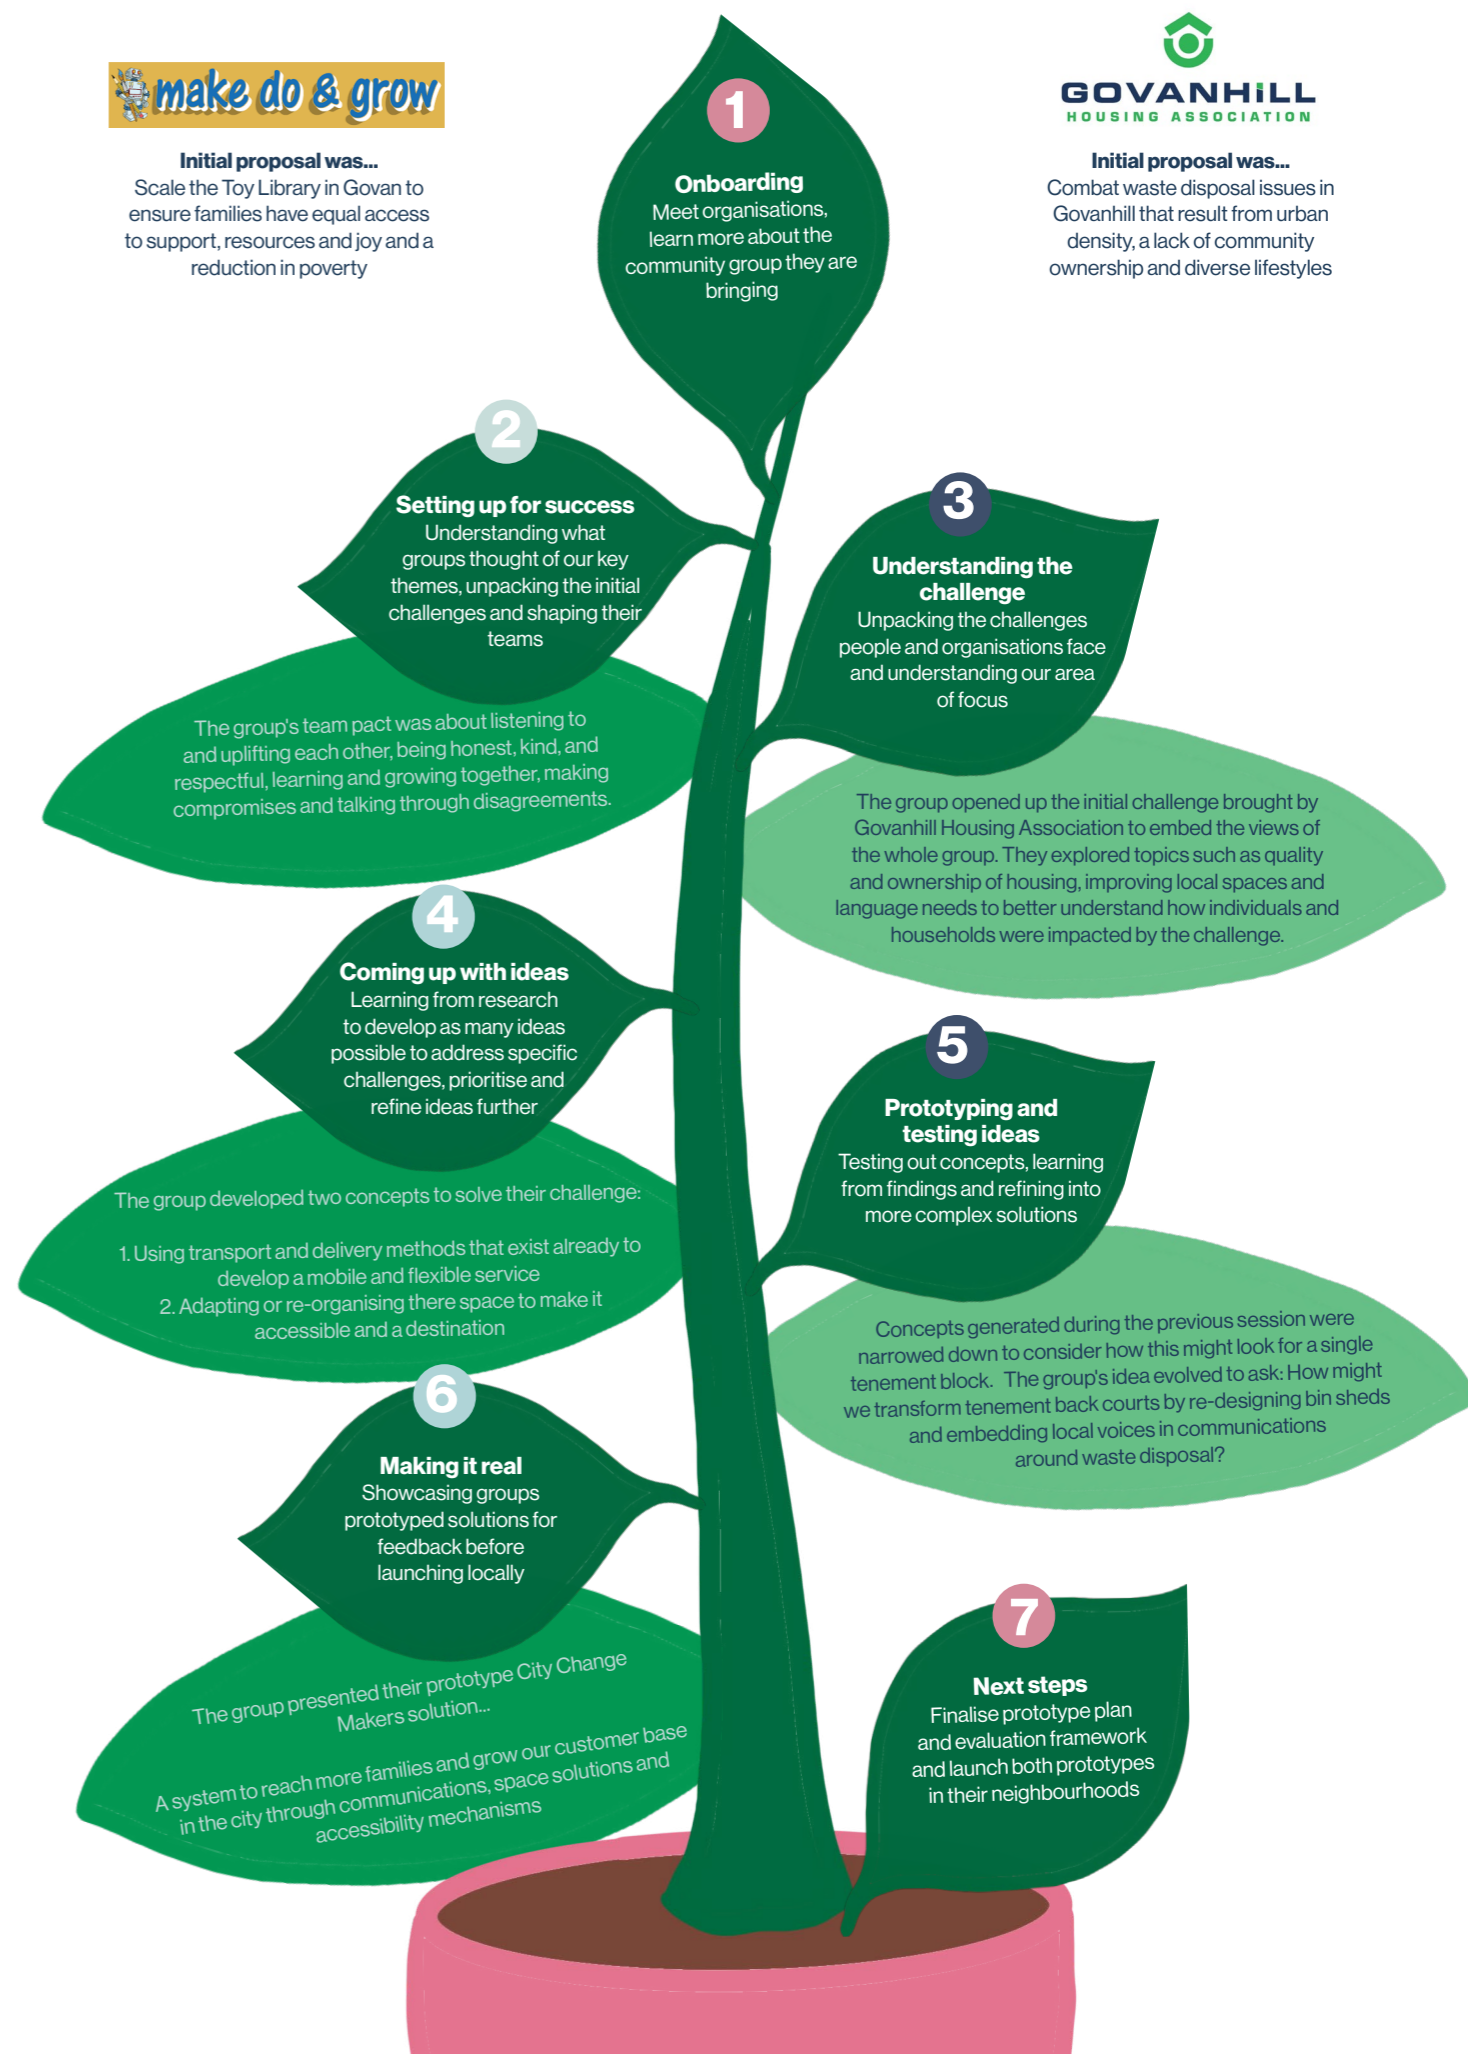 make do & grow
Initial proposal was...
Scale the Toy Library in Govan to
ensure families have equal access
to support, resources and joy and a
reduction in poverty
GOVANHiLL
HOUSING ASSOCIATION
Initial proposal was...
Combat waste disposal issues in
Govanhill that result from urban
density, a lack of community
ownership and diverse lifestyles
1
Onboarding
Meet organisations,
learn more about the
community group they are
bringing
2
Setting up for success
Understanding what
groups thought of our key
themes, unpacking the initial
challenges and shaping their
teams
The group's team pact was about listening to
and uplifting each other, being honest, kind, and
respectful, learning and growing together, making
compromises and talking through disagreements.
3
Understanding the
challenge
Unpacking the challenges
people and organisations face
and understanding our area
of focus
The group opened up the initial challenge brought by
Govanhill Housing Association to embed the views of
the whole group. They explored topics such as quality
and ownership of housing, improving local spaces and
language needs to better understand how individuals and
households were impacted by the challenge.
4
Coming up with ideas
Learning from research
to develop as many ideas
possible to address specific
challenges, prioritise and
refine ideas further
The group developed two concepts to solve their challenge:
1. Using transport and delivery methods that exist already to
develop a mobile and flexible service
2. Adapting or re-organising there space to make it
accessible and a destination
5
Prototyping and
testing ideas
Testing out concepts, learning
from findings and refining into
more complex solutions
Concepts generated during the previous session were
narrowed down to consider how this might look for a single
tenement block. The group's idea evolved to ask: How might
we transform tenement back courts by re-designing bin sheds
and embedding local voices in communications
around waste disposal?
6
Making it real
Showcasing groups
prototyped solutions for
feedback before
launching locally
The group presented their prototype City Change
Makers solution...
A system to reach more families and grow our customer base
in the city through communications, space solutions and
accessibility mechanisms
7
Next steps
Finalise prototype plan
and evaluation framework
and launch both prototypes
in their neighbourhoods